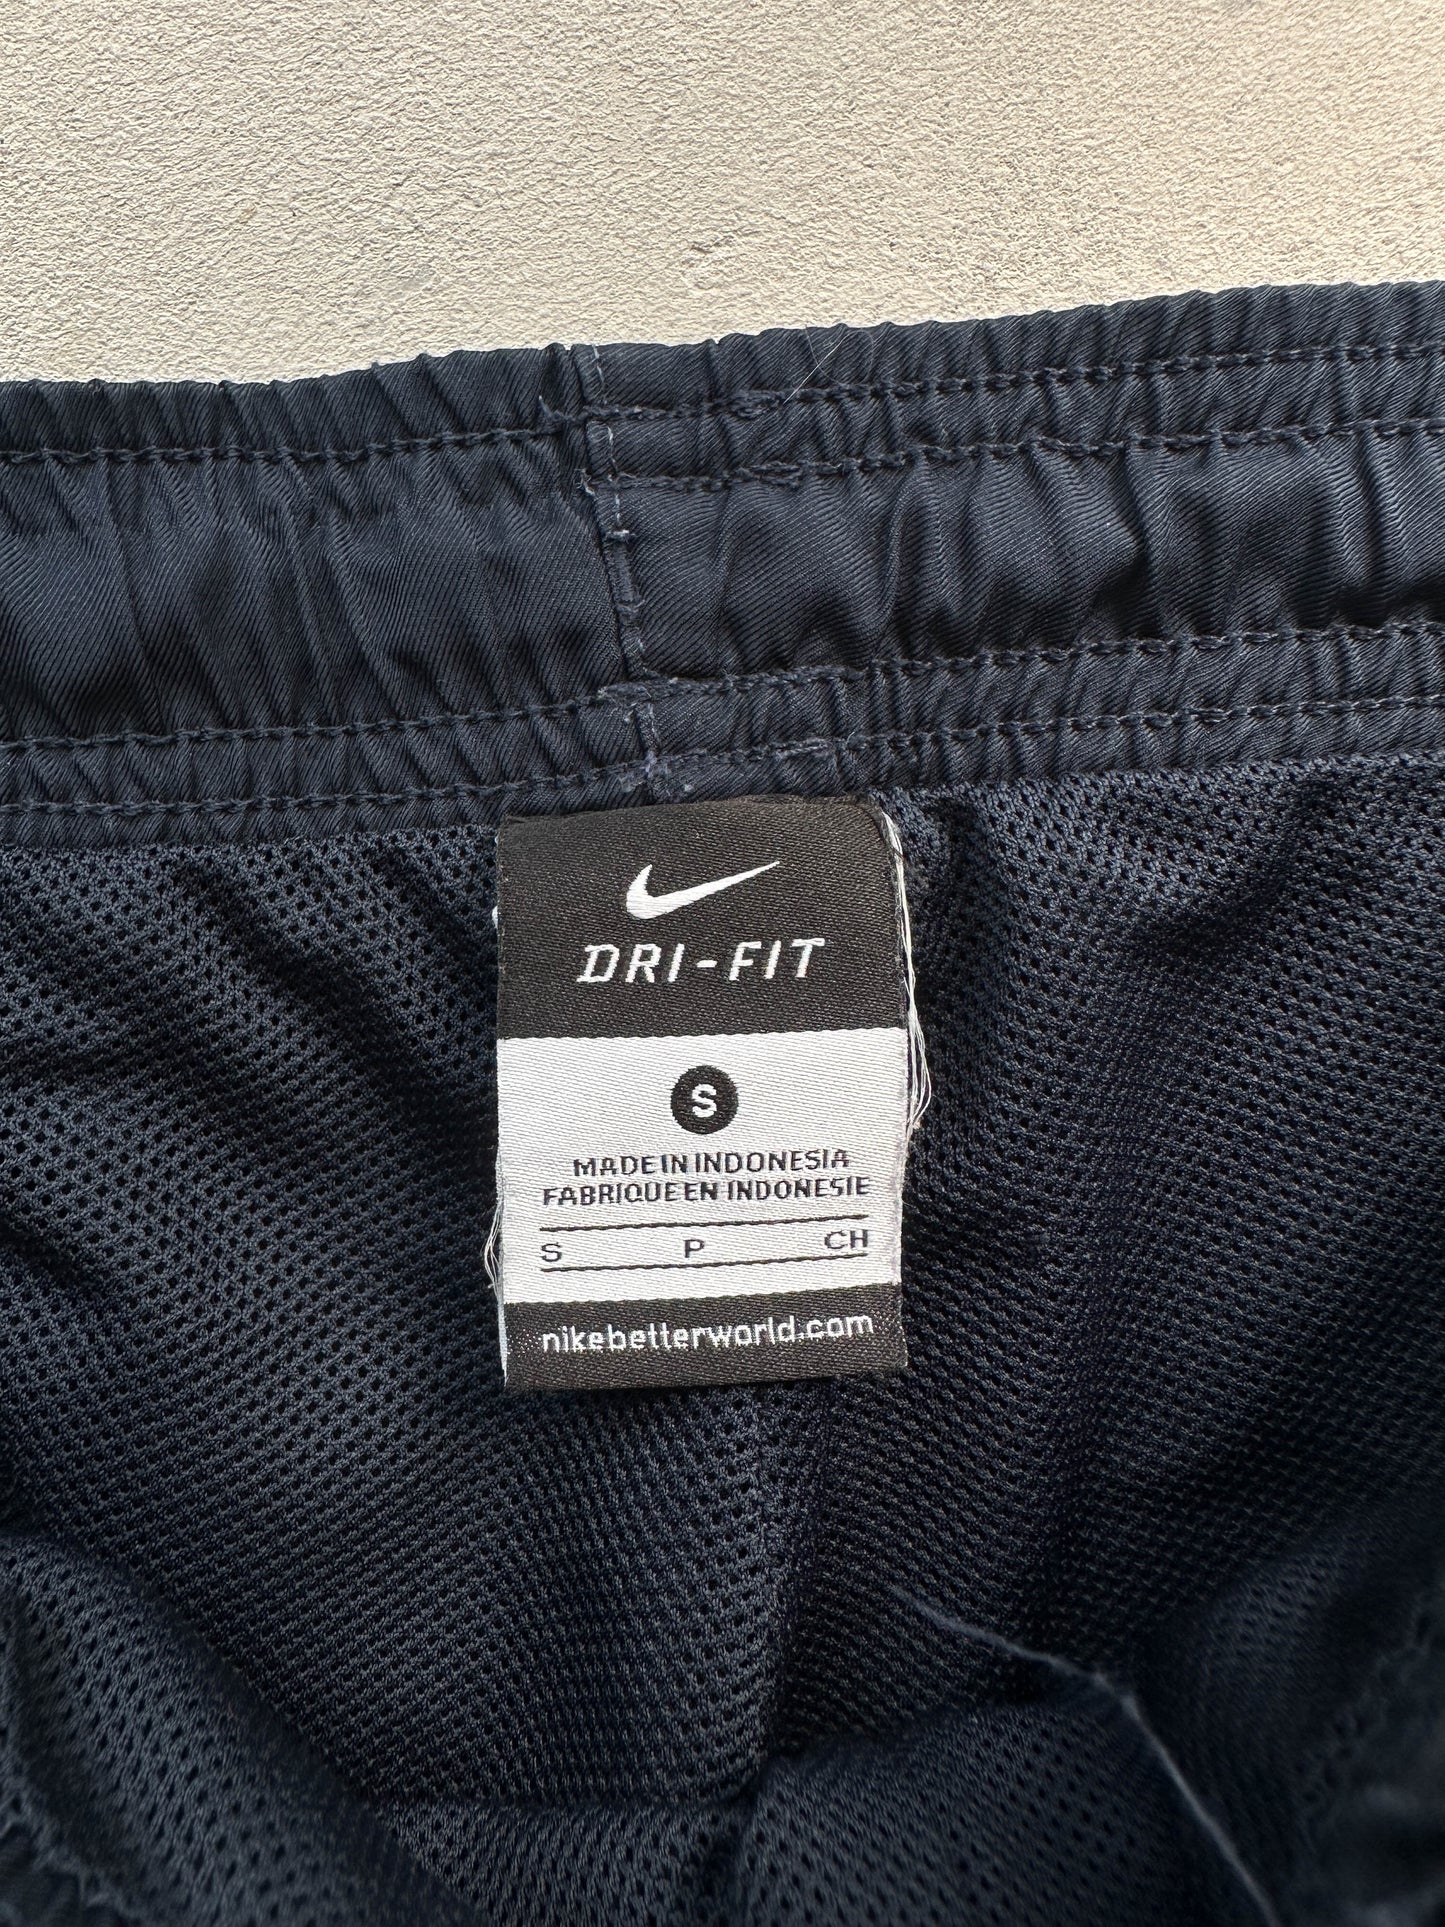 DRI-FIT
S
MADE IN INDONESIA
FABRIQUE EN INDONESIE
S P CH
nikebetterworld.com